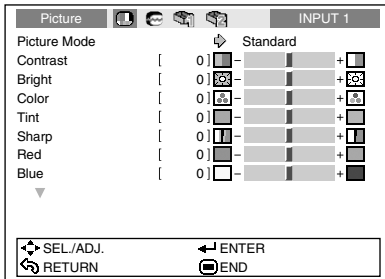 Picture INPUT 1
Picture Mode Standard
Contrast [ 0 ] - +
Bright [ 0 ] - +
Color [ 0 ] - +
Tint [ 0 ] - +
Sharp [ 0 ] - +
Red [ 0 ] - +
Blue [ 0 ] - +
SEL./ADJ. ENTER
RETURN END